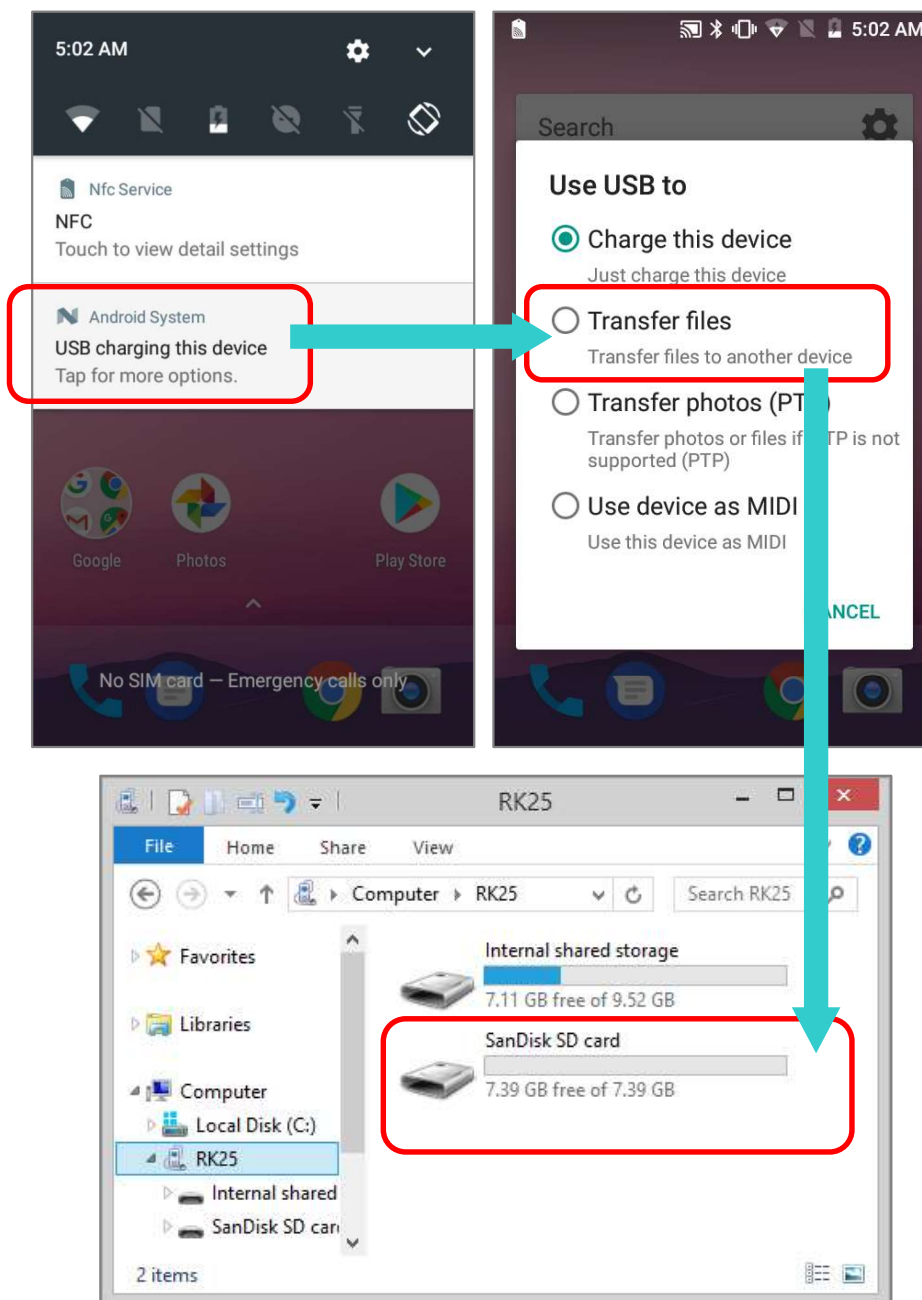 5:02 AM
Nfc Service
NFC
Touch to view detail settings
Android System
USB charging this device
Tap for more options.
Google
Photos
Play Store
No SIM card — Emergency calls only
5:02 AM
Search
Use USB to
Charge this device
Just charge this device
Transfer files
Transfer files to another device
Transfer photos (PT )
Transfer photos or files if TP is not
supported (PTP)
Use device as MIDI
Use this device as MIDI
ANCEL
RK25
File Home Share View
Computer RK25
Search RK25
Favorites
Libraries
Computer
Local Disk (C:)
RK25
Internal shared
SanDisk SD car
Internal shared storage
7.11 GB free of 9.52 GB
SanDisk SD card
7.39 GB free of 7.39 GB
2 items